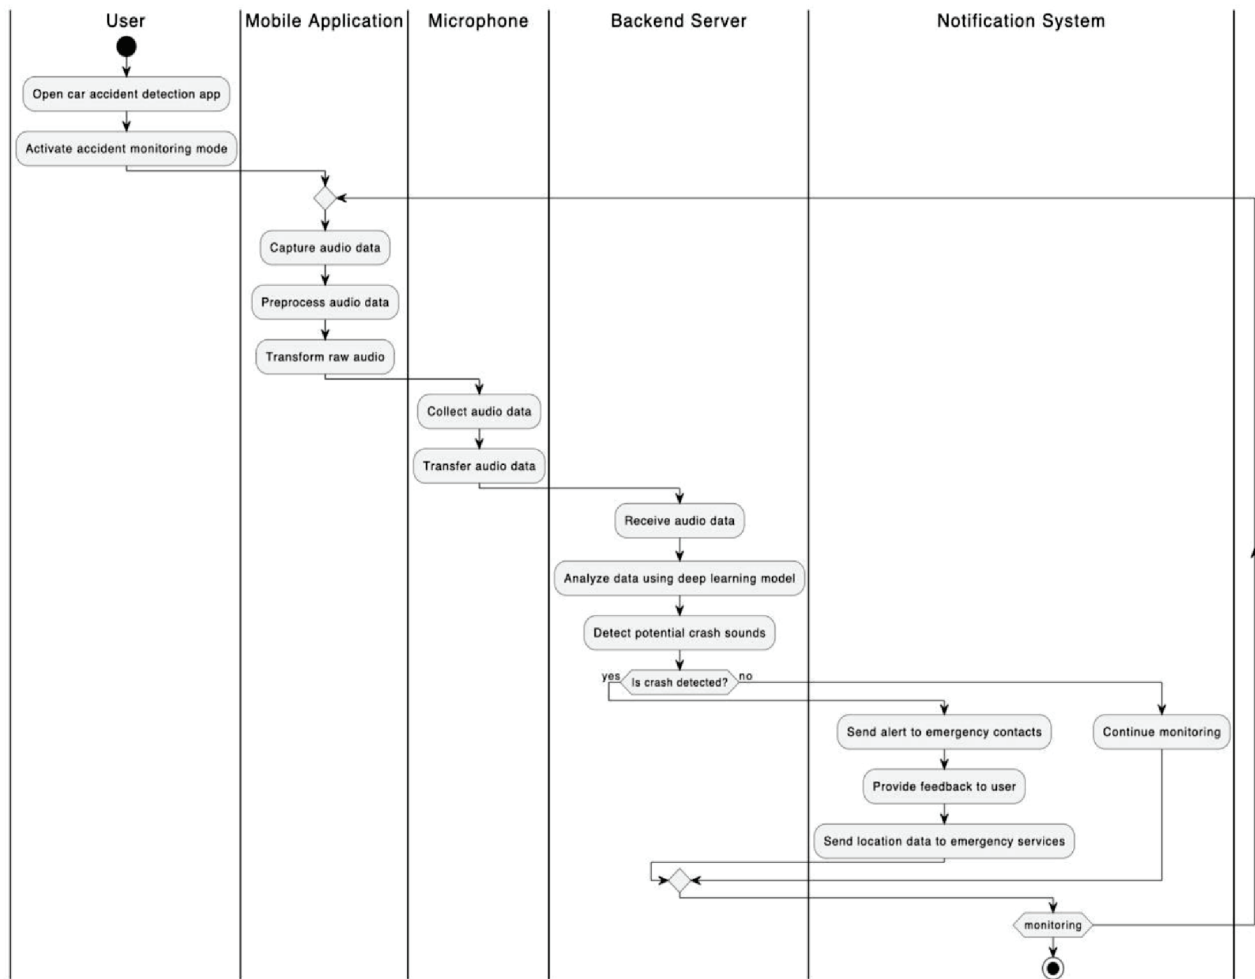 User
Mobile Application
Microphone
Backend Server
Notification System
Open car accident detection app
Activate accident monitoring mode
Capture audio data
Preprocess audio data
Transform raw audio
Collect audio data
Transfer audio data
Receive audio data
Analyze data using deep learning model
Detect potential crash sounds
yes
Is crash detected?
no
Send alert to emergency contacts
Continue monitoring
Provide feedback to user
Send location data to emergency services
monitoring